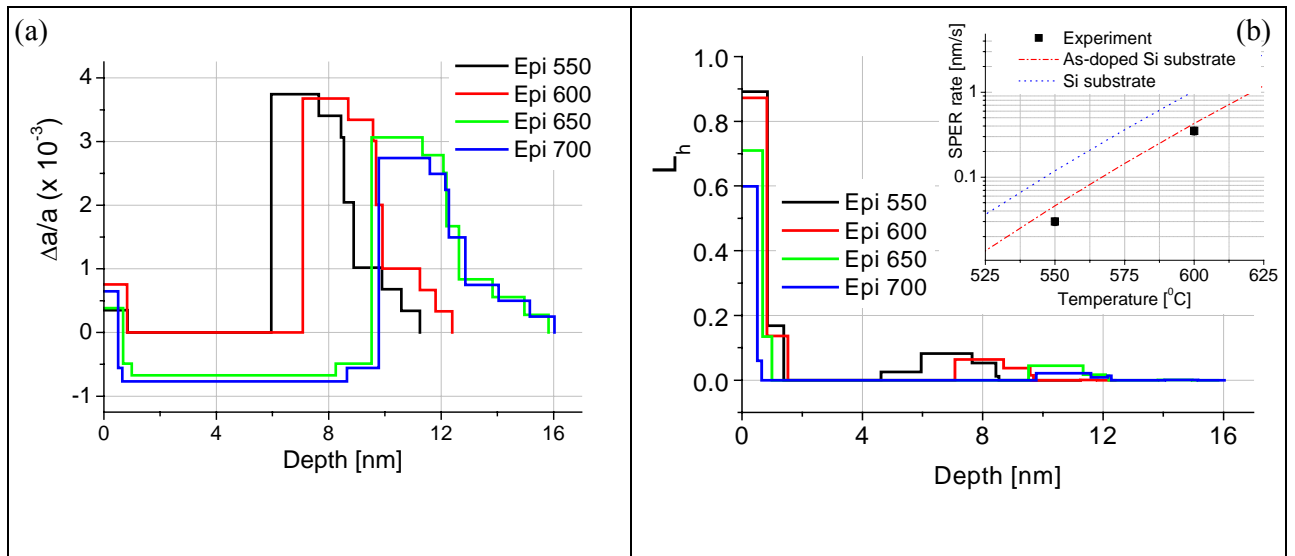 (a)
Δa/a (x 10⁻³)
4
3
2
1
0
-1
0
4
8
12
16
Depth [nm]
Epi 550
Epi 600
Epi 650
Epi 700
(b)
L_h
1.0
0.9
0.8
0.6
0.4
0.2
0.0
0
4
8
12
16
Depth [nm]
Epi 550
Epi 600
Epi 650
Epi 700
SPER rate [nm/s]
1
0.1
525
550
575
600
625
Temperature [⁰C]
Experiment
As-doped Si substrate
Si substrate